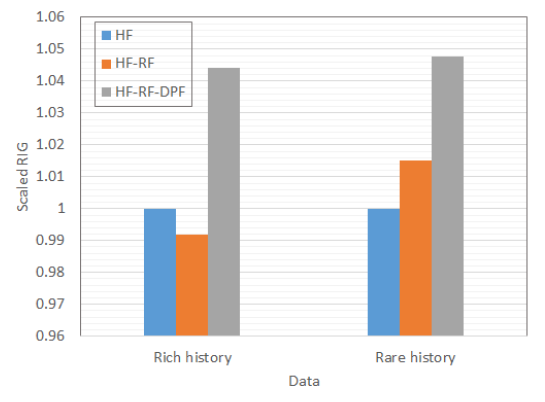 1.06
1.05
1.04
1.03
1.02
1.01
1
0.99
0.98
0.97
0.96
Scaled RIG
HF
HF-RF
HF-RF-DPF
Rich history
Rare history
Data